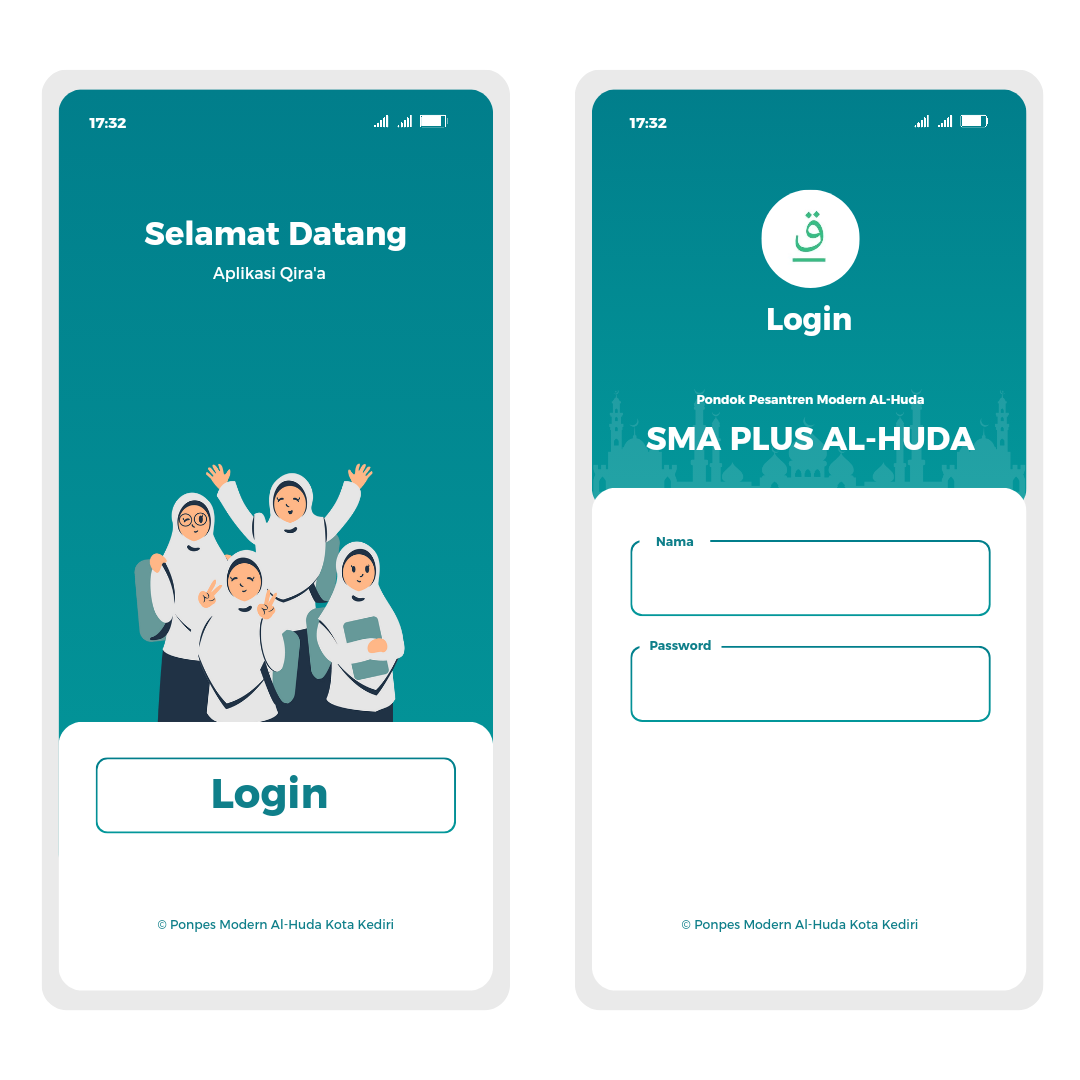 17:32
Selamat Datang
Aplikasi Qira'a
Login
© Ponpes Modern Al-Huda Kota Kediri
17:32
ق
Login
Pondok Pesantren Modern AL-Huda
SMA PLUS AL-HUDA
Nama
Password
© Ponpes Modern Al-Huda Kota Kediri